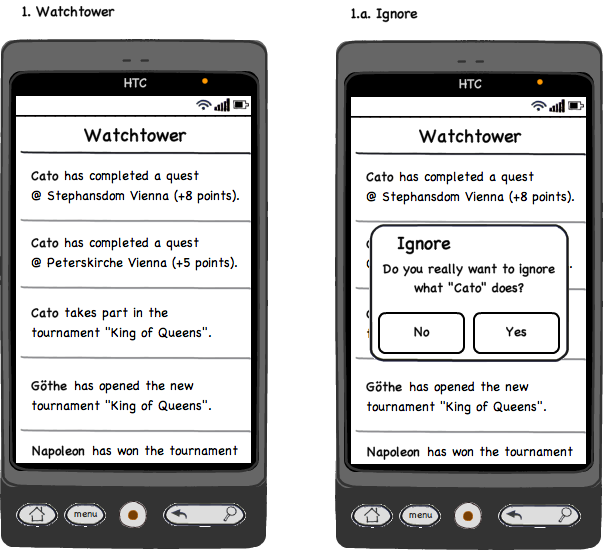 1. Watchtower
HTC
Watchtower
Cato has completed a quest
@ Stephansdom Vienna (+8 points).
Cato has completed a quest
@ Peterskirche Vienna (+5 points).
Cato takes part in the
tournament "King of Queens".
Göthe has opened the new
tournament "King of Queens".
Napoleon has won the tournament
menu
1.a. Ignore
HTC
Watchtower
Cato has completed a quest
@ Stephansdom Vienna (+8 points).
Ignore
Do you really want to ignore
what "Cato" does?
No Yes
Göthe has opened the new
tournament "King of Queens".
Napoleon has won the tournament
menu